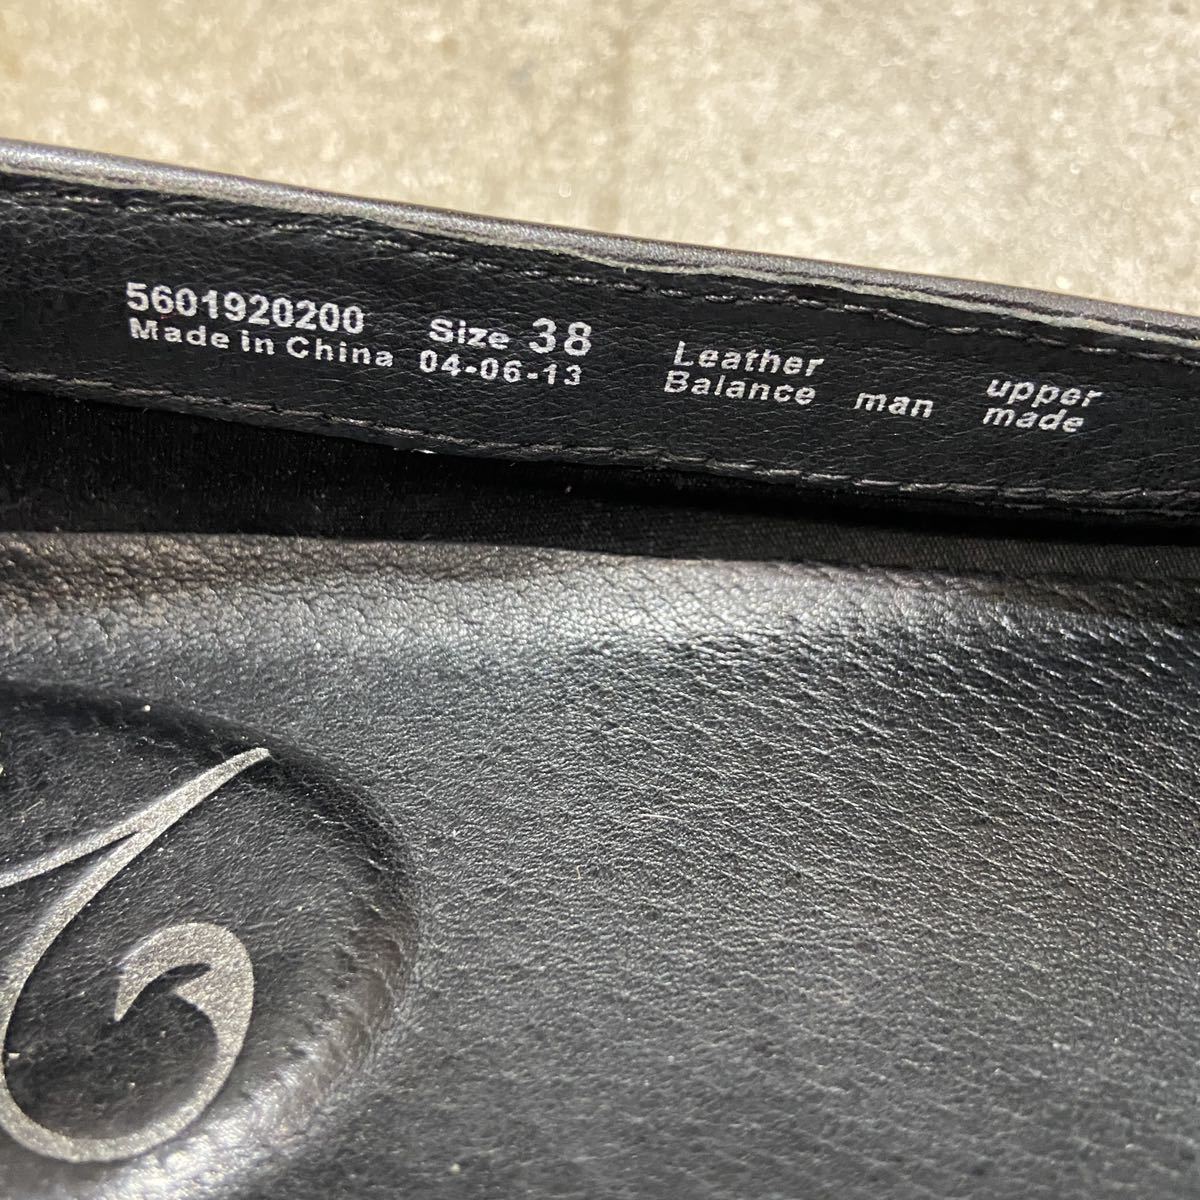 5601920200 Size 38
Made in China 04-06-13
Leather upper
Balance man made